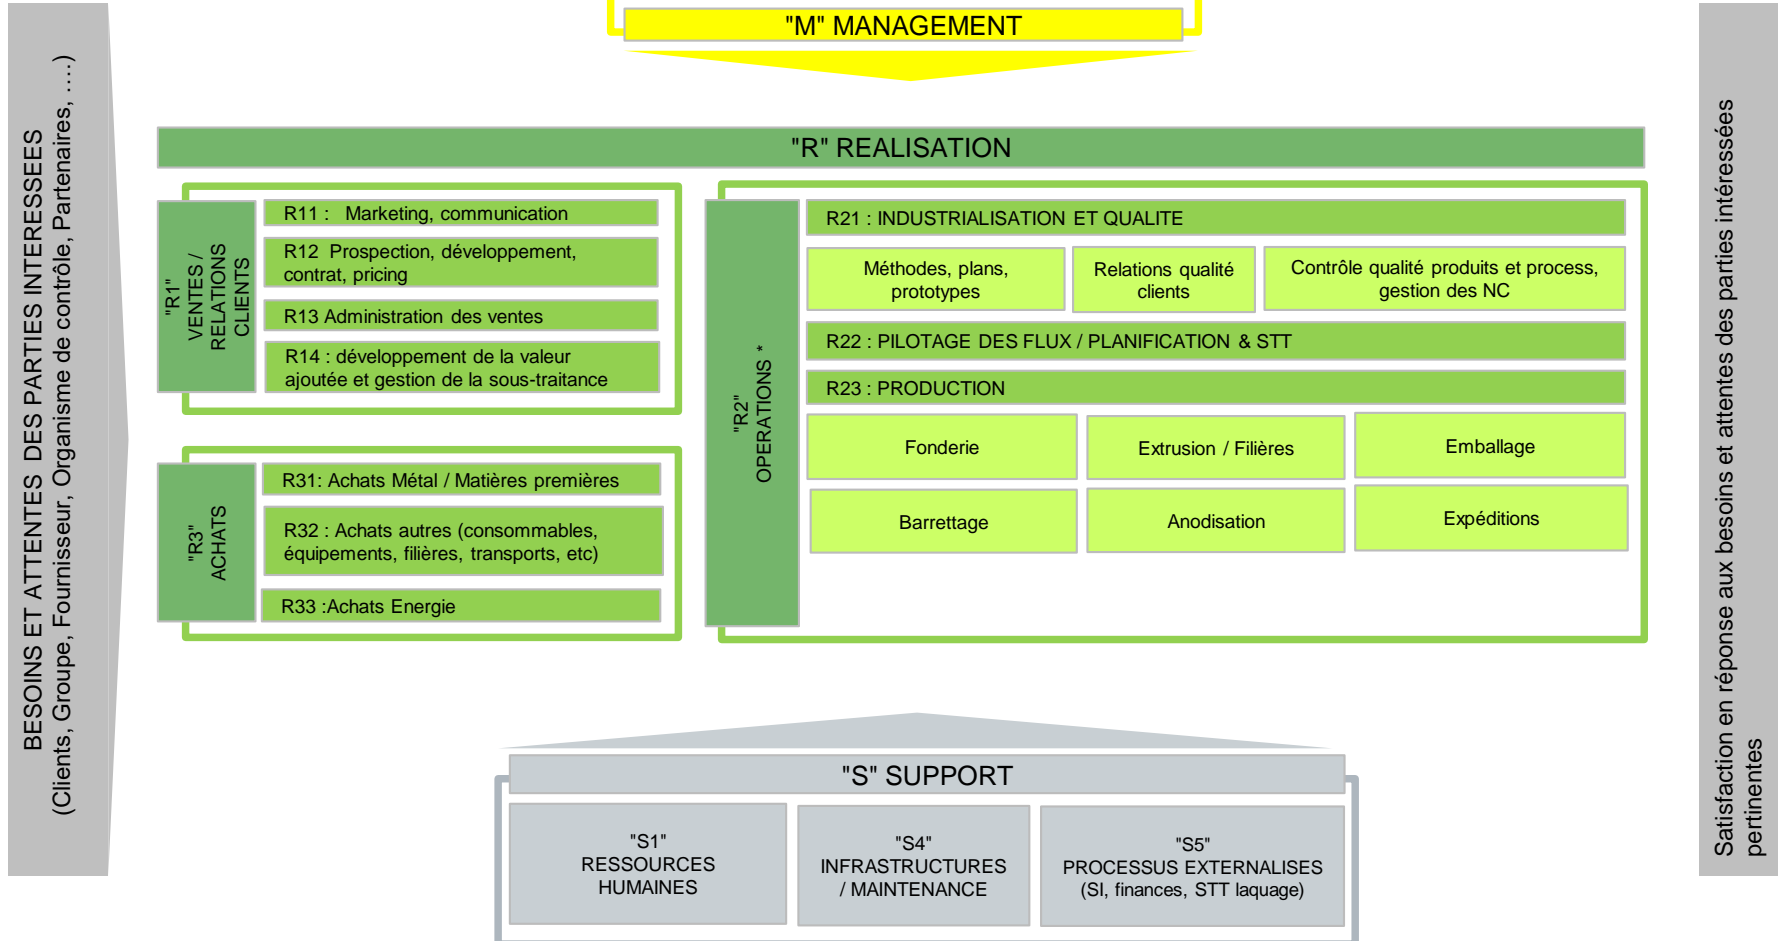 "M" MANAGEMENT
BESOINS ET ATTENTES DES PARTIES INTERESSEES
(Clients, Groupe, Fournisseur, Organisme de contrôle, Partenaires, ….)
"R" REALISATION
"R1"
VENTES /
RELATIONS
CLIENTS
R11 : Marketing, communication
R12 Prospection, développement,
contrat, pricing
R13 Administration des ventes
R14 : développement de la valeur
ajoutée et gestion de la sous-traitance
"R3"
ACHATS
R31: Achats Métal / Matières premières
R32 : Achats autres (consommables,
équipements, filières, transports, etc)
R33 :Achats Energie
"R2"
OPERATIONS *
R21 : INDUSTRIALISATION ET QUALITE
Méthodes, plans,
prototypes
Relations qualité
clients
Contrôle qualité produits et process,
gestion des NC
R22 : PILOTAGE DES FLUX / PLANIFICATION & STT
R23 : PRODUCTION
Fonderie
Extrusion / Filières
Emballage
Barrettage
Anodisation
Expéditions
"S" SUPPORT
"S1"
RESSOURCES
HUMAINES
"S4"
INFRASTRUCTURES
/ MAINTENANCE
"S5"
PROCESSUS EXTERNALISES
(SI, finances, STT laquage)
Satisfaction en réponse aux besoins et attentes des parties intéressées
pertinentes